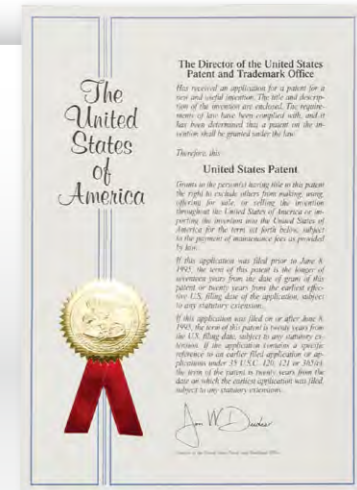 The
United
States
of
America
The Director of the United States
Patent and Trademark Office
Has received an application for a patent for a
new and useful invention. The title and descrip-
tion of the invention are enclosed. The require-
ments of law have been complied with, and it
has been determined that a patent on the in-
vention shall be granted under the law.
Therefore, this
United States Patent
Grants to the person(s) having title to this patent
the right to exclude others from making, using,
offering for sale, or selling the invention
throughout the United States of America or im-
porting the invention into the United States of
America for the term set forth below, subject
to the payment of maintenance fees as provided
by law.
If this application was filed prior to June 8,
1995, the term of this patent is the longer of
seventeen years from the date of grant of this
patent or twenty years from the earliest effec-
tive U.S. filing date of the application, subject
to any statutory extension.
If this application was filed on or after June 8,
1995, the term of this patent is twenty years from
the U.S. filing date, subject to any statutory ex-
tension. If the application contains a specific
reference to an earlier filed application or ap-
plications under 35 U.S.C. 120, 121 or 365(c),
the term of the patent is twenty years from the
date on which the earliest application was filed,
subject to any statutory extensions.